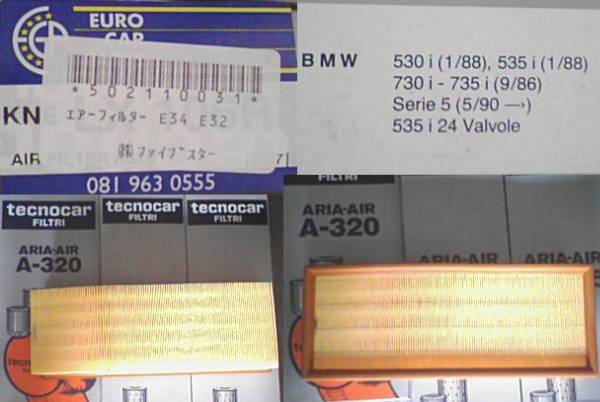 EURO
CAR
*502110031*
KN
エアーフィルター E34 E32
AIR
㈱ファイブスター
081 963 0555
BMW
530 i (1/88), 535 i (1/88)
730 i - 735 i (9/86)
Serie 5 (5/90 →)
535 i 24 Valvole
tecnocar
FILTRI
tecnocar
FILTRI
tecnocar
FILTRI
ARIA-AIR
A-320
FILTRI
ARIA-AIR
A-320
ARIA-AIR
ARIA-AIR